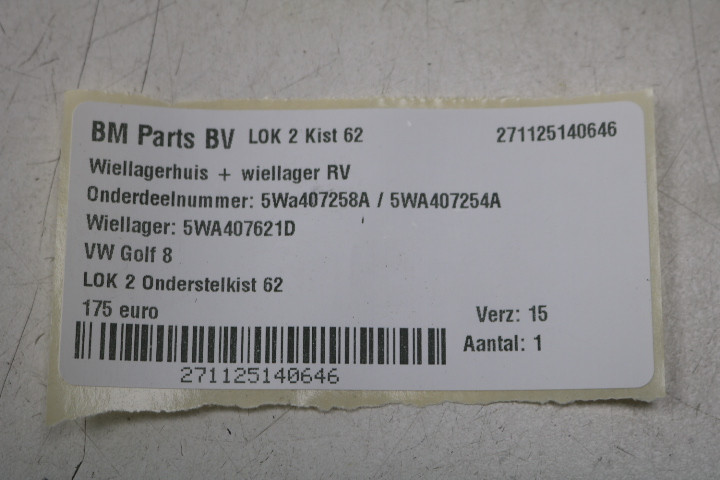 BM Parts BV LOK 2 Kist 62 271125140646
Wiellagerhuis + wiellager RV
Onderdeelnummer: 5Wa407258A / 5WA407254A
Wiellager: 5WA407621D
VW Golf 8
LOK 2 Onderstelkist 62
175 euro Verz: 15
Aantal: 1
271125140646